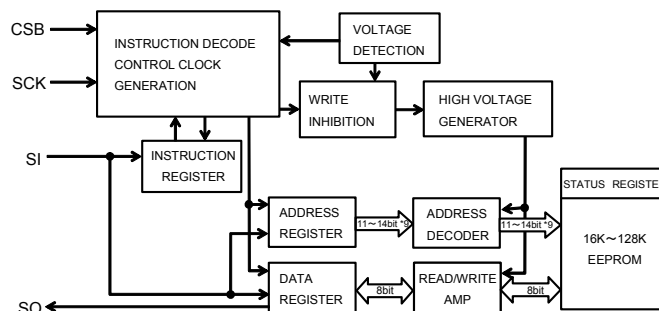 CSB
INSTRUCTION DECODE
CONTROL CLOCK
GENERATION
VOLTAGE
DETECTION
SCK
WRITE
INHIBITION
HIGH VOLTAGE
GENERATOR
SI
INSTRUCTION
REGISTER
STATUS REGISTE
ADDRESS
REGISTER
11～14bit *9
ADDRESS
DECODER
11～14bit *9
16K～128K
EEPROM
DATA
REGISTER
8bit
READ/WRITE
AMP
8bit
SO